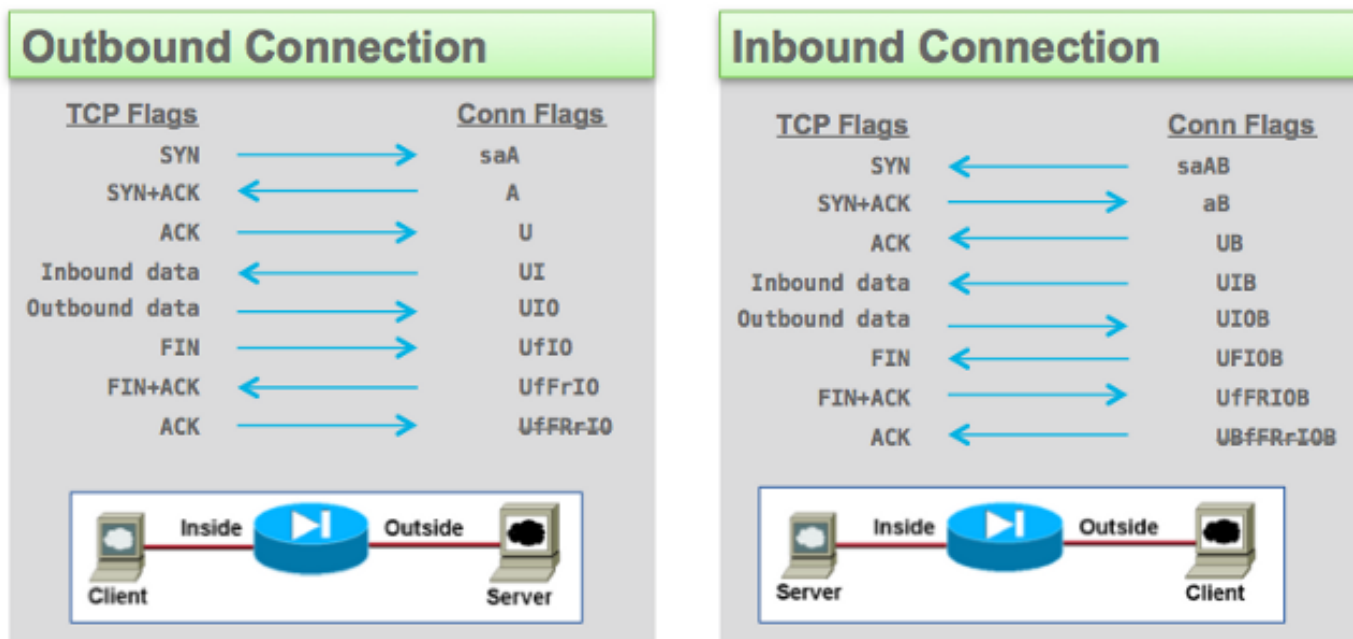 Outbound Connection
TCP Flags Conn Flags
SYN saA
SYN+ACK A
ACK U
Inbound data UI
Outbound data UIO
FIN UfIO
FIN+ACK UfFrIO
ACK UfFRrIO
Inside Outside
Client Server
Inbound Connection
TCP Flags Conn Flags
SYN saAB
SYN+ACK aB
ACK UB
Inbound data UIB
Outbound data UIOB
FIN UFIOB
FIN+ACK UfFRIOB
ACK UBfFRrIOB
Inside Outside
Server Client